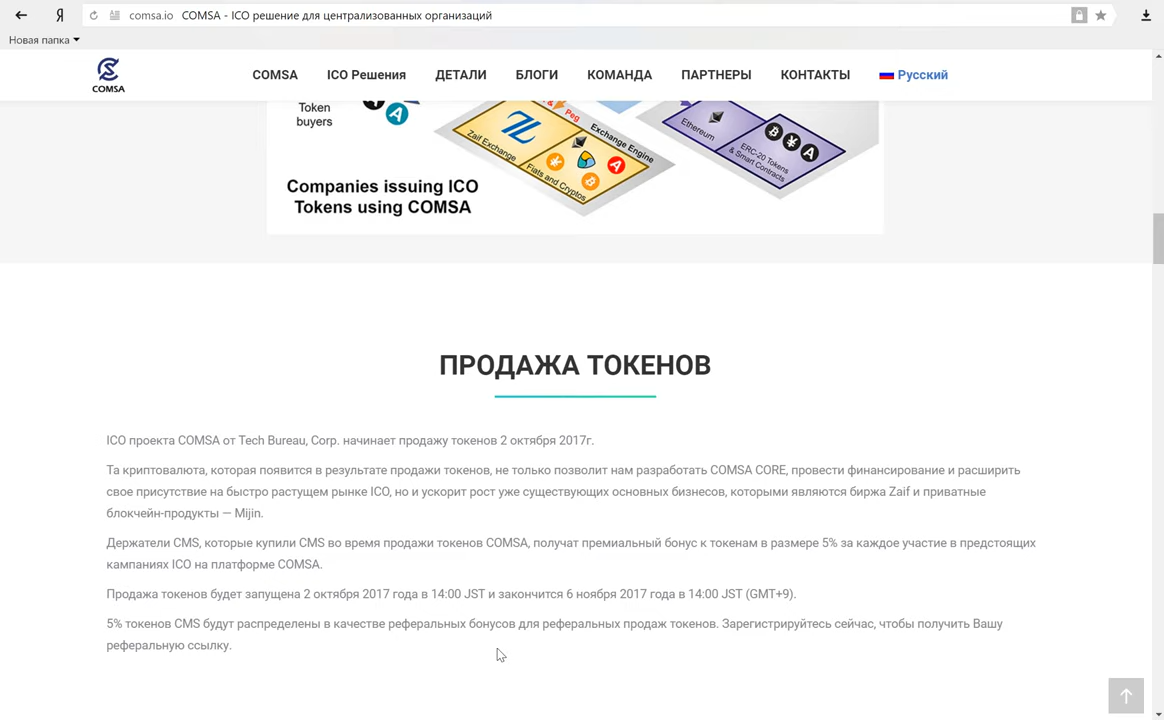 comsa.io COMSA - ICO решение для централизованных организаций
Новая папка
COMSA
COMSA ICO Решения ДЕТАЛИ БЛОГИ КОМАНДА ПАРТНЕРЫ КОНТАКТЫ Русский
Token
buyers
Peg
Exchange Engine
Zaif Exchange
Fiats and Cryptos
Ethereum
ERC-20 Tokens
& Smart Contracts
Companies issuing ICO
Tokens using COMSA
ПРОДАЖА ТОКЕНОВ
ICO проекта COMSA от Tech Bureau, Corp. начинает продажу токенов 2 октября 2017г.
Та криптовалюта, которая появится в результате продажи токенов, не только позволит нам разработать COMSA CORE, провести финансирование и расширить
свое присутствие на быстро растущем рынке ICO, но и ускорит рост уже существующих основных бизнесов, которыми являются биржа Zaif и приватные
блокчейн-продукты — Mijin.
Держатели CMS, которые купили CMS во время продажи токенов COMSA, получат премиальный бонус к токенам в размере 5% за каждое участие в предстоящих
кампаниях ICO на платформе COMSA.
Продажа токенов будет запущена 2 октября 2017 года в 14:00 JST и закончится 6 ноября 2017 года в 14:00 JST (GMT+9).
5% токенов CMS будут распределены в качестве реферальных бонусов для реферальных продаж токенов. Зарегистрируйтесь сейчас, чтобы получить Вашу
реферальную ссылку.